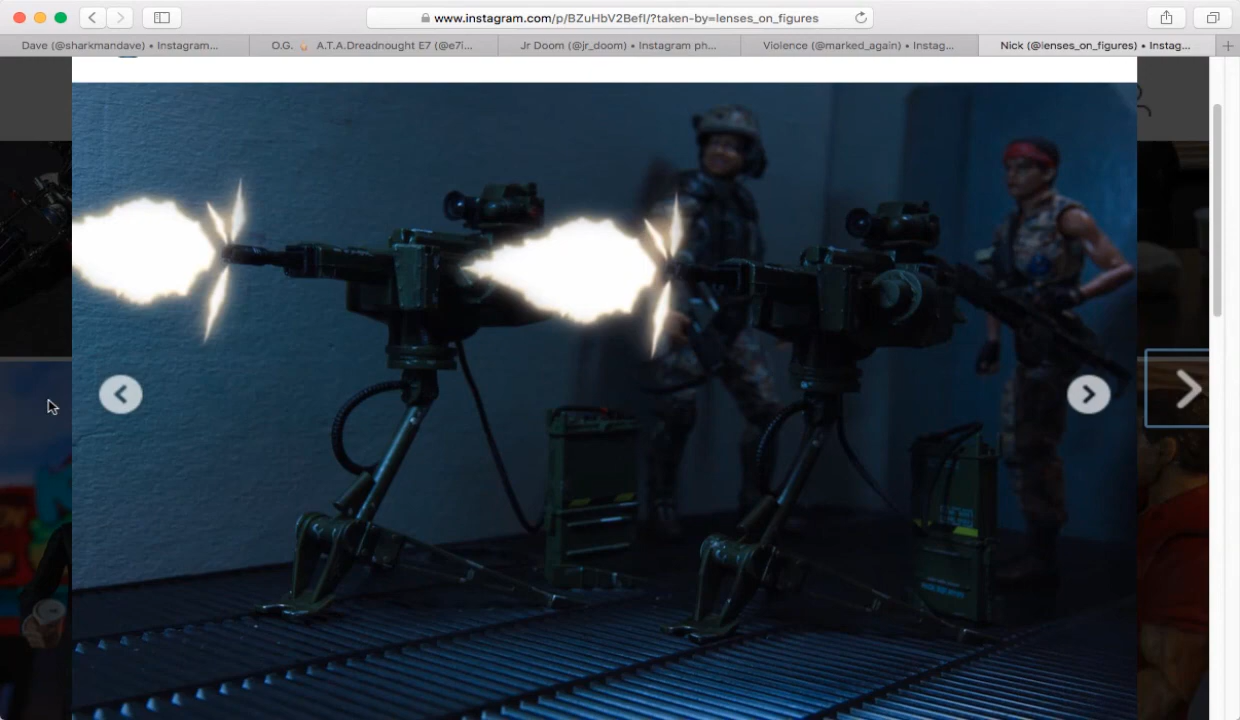 www.instagram.com/p/BZuHbV2BefI/?taken-by=lenses_on_figures
Dave (@sharkmandave) • Instagram...
O.G. A.T.A.Dreadnought E7 (@e7i...
Jr Doom (@jr_doom) • Instagram ph...
Violence (@marked_again) • Instag...
Nick (@lenses_on_figures) • Instag...